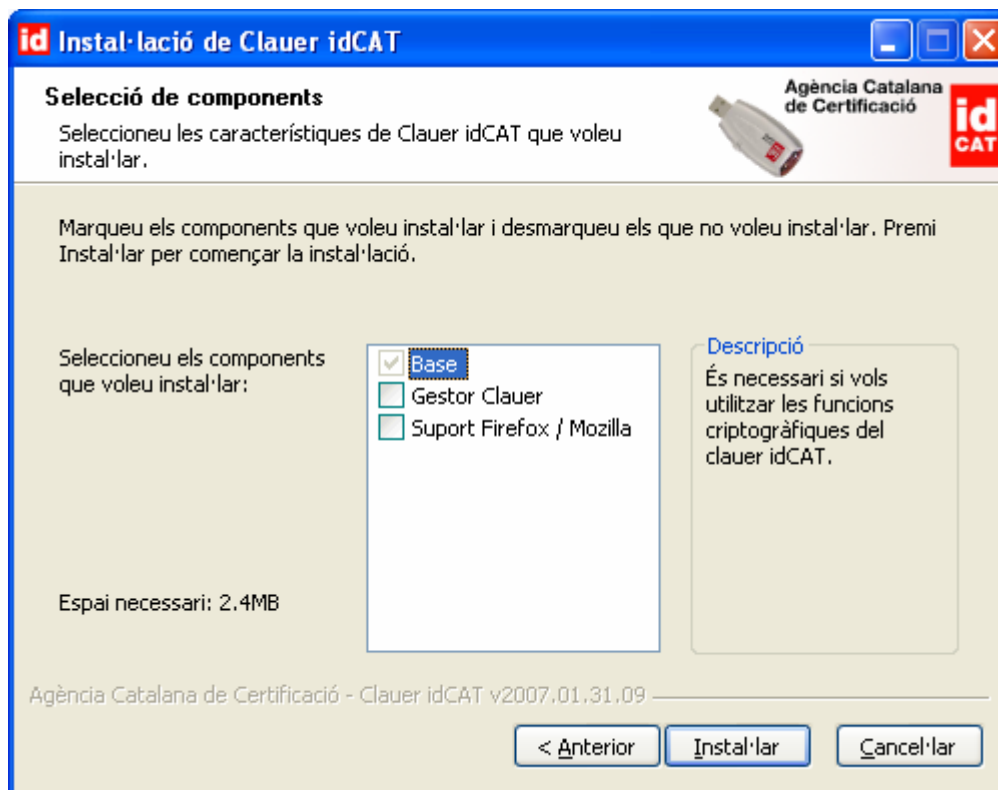 id Instal·lació de Clauer idCAT
Selecció de components
Seleccioneu les característiques de Clauer idCAT que voleu
instal·lar.
Agència Catalana
de Certificació
id
CAT
Marqueu els components que voleu instal·lar i desmarqueu els que no voleu instal·lar. Premi
Instal·lar per començar la instal·lació.
Seleccioneu els components
que voleu instal·lar:
Base
Gestor Clauer
Suport Firefox / Mozilla
Descripció
És necessari si vols
utilitzar les funcions
criptogràfiques del
clauer idCAT.
Espai necessari: 2.4MB
Agència Catalana de Certificació - Clauer idCAT v2007.01.31.09
< Anterior
Instal·lar
Cancel·lar